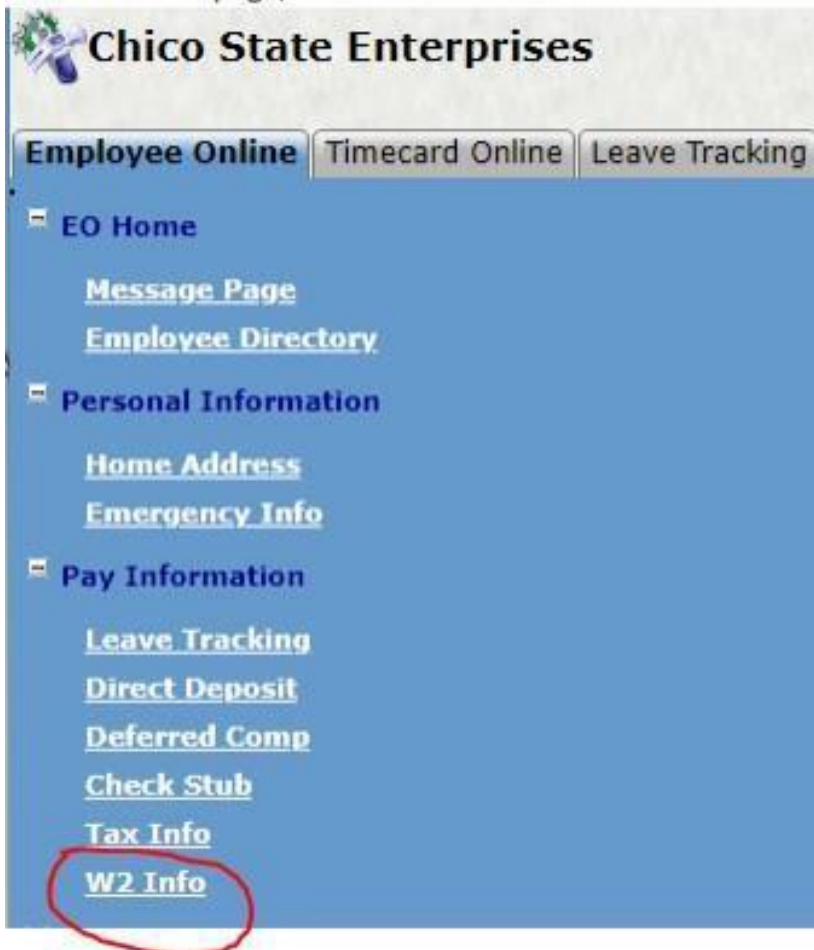 Chico State Enterprises
Employee Online Timecard Online Leave Tracking
EO Home
Message Page
Employee Directory
Personal Information
Home Address
Emergency Info
Pay Information
Leave Tracking
Direct Deposit
Deferred Comp
Check Stub
Tax Info
W2 Info